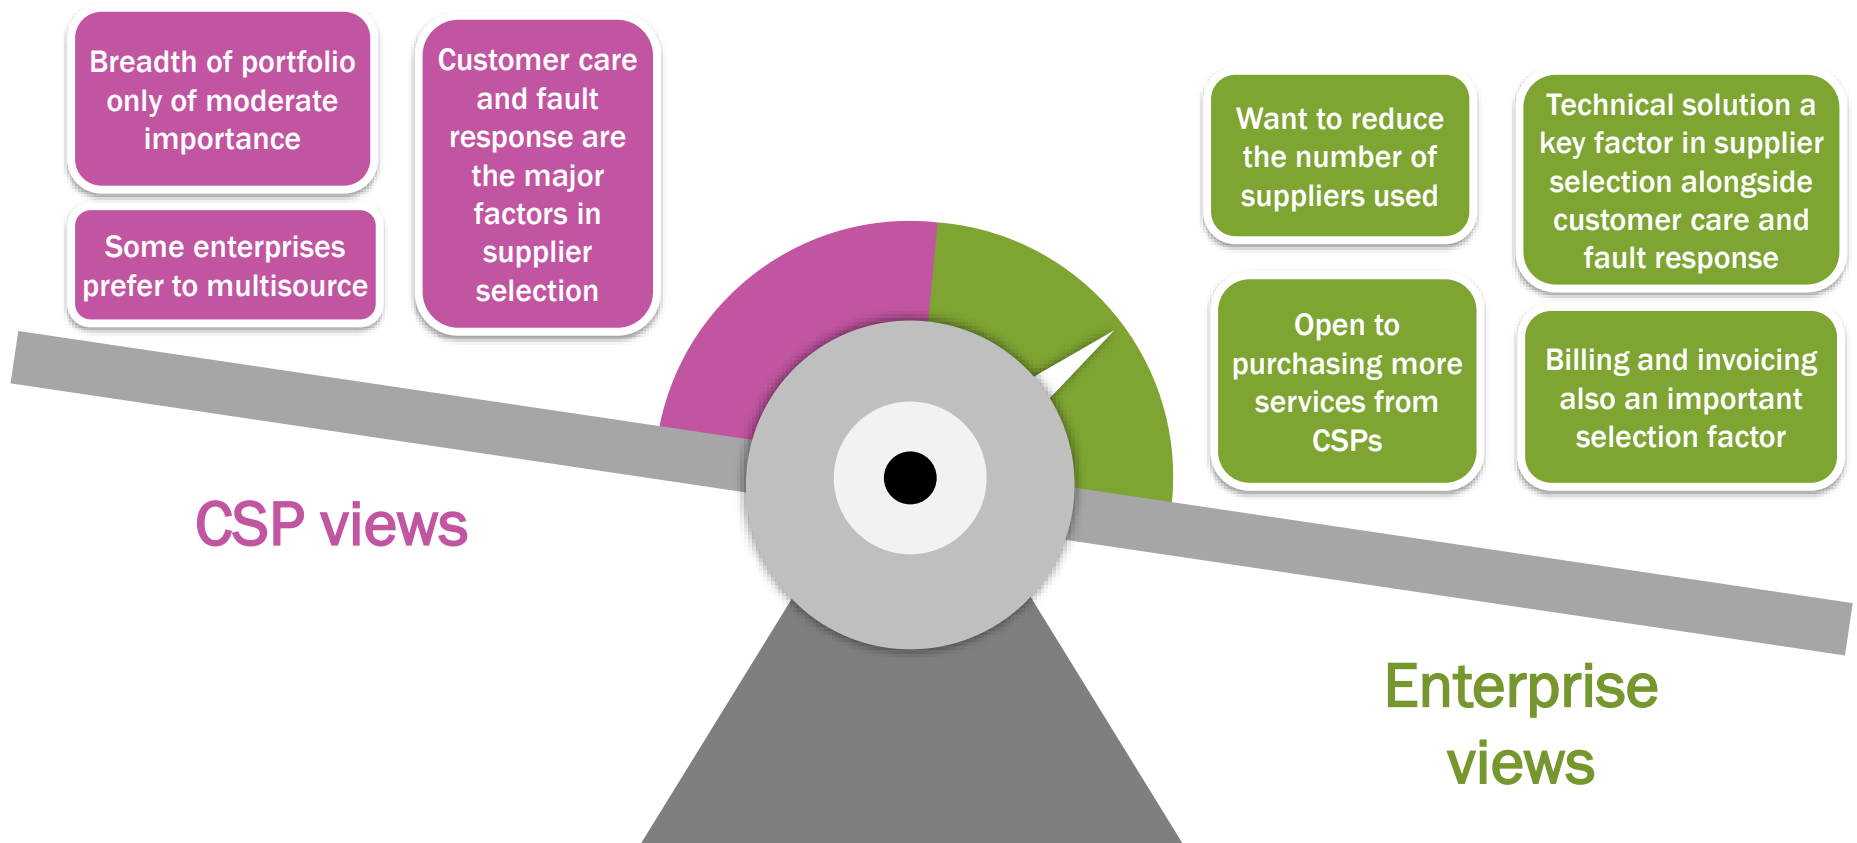 Breadth of portfolio
only of moderate
importance
Some enterprises
prefer to multisource
Customer care
and fault
response are
the major
factors in
supplier
selection
Want to reduce
the number of
suppliers used
Technical solution a
key factor in supplier
selection alongside
customer care and
fault response
Open to
purchasing more
services from
CSPs
Billing and invoicing
also an important
selection factor
CSP views
Enterprise
views